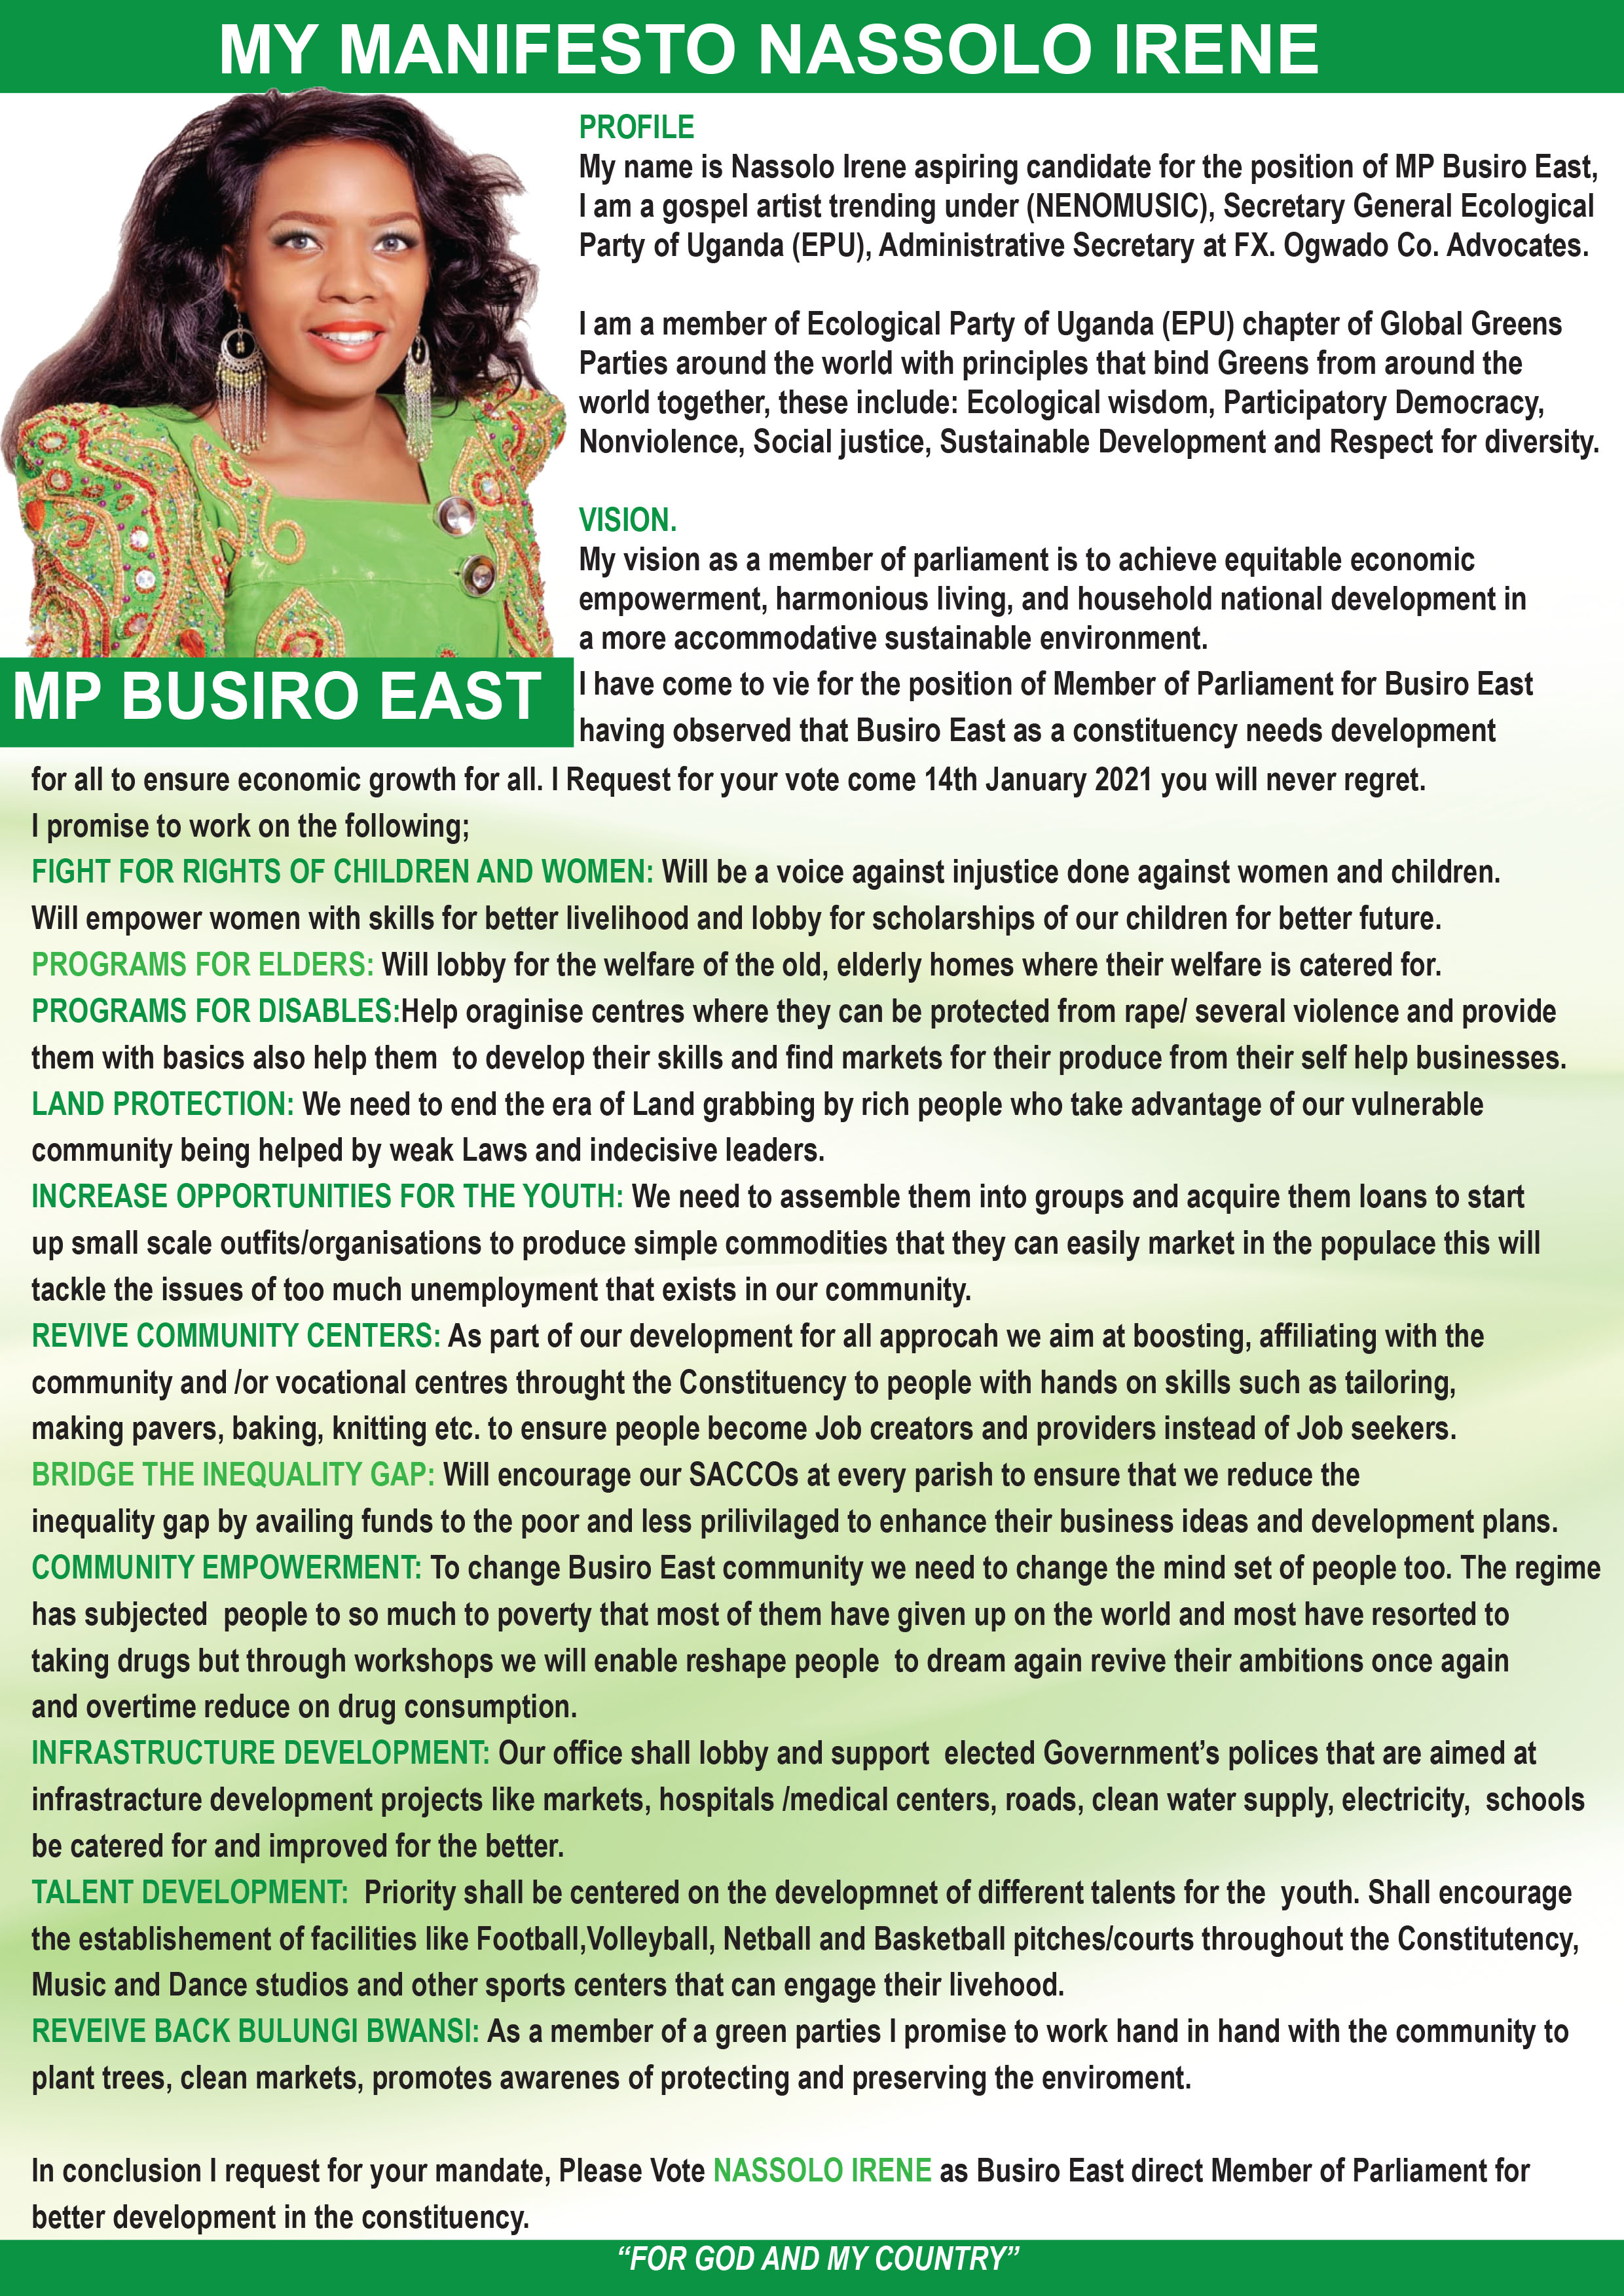 MY MANIFESTO NASSOLO IRENE
PROFILE
My name is Nassolo Irene aspiring candidate for the position of MP Busiro East,
I am a gospel artist trending under (NENOMUSIC), Secretary General Ecological
Party of Uganda (EPU), Administrative Secretary at FX. Ogwado Co. Advocates.
I am a member of Ecological Party of Uganda (EPU) chapter of Global Greens
Parties around the world with principles that bind Greens from around the
world together, these include: Ecological wisdom, Participatory Democracy,
Nonviolence, Social justice, Sustainable Development and Respect for diversity.
VISION.
My vision as a member of parliament is to achieve equitable economic
empowerment, harmonious living, and household national development in
a more accommodative sustainable environment.
MP BUSIRO EAST
I have come to vie for the position of Member of Parliament for Busiro East
having observed that Busiro East as a constituency needs development
for all to ensure economic growth for all. I Request for your vote come 14th January 2021 you will never regret.
I promise to work on the following;
FIGHT FOR RIGHTS OF CHILDREN AND WOMEN: Will be a voice against injustice done against women and children.
Will empower women with skills for better livelihood and lobby for scholarships of our children for better future.
PROGRAMS FOR ELDERS: Will lobby for the welfare of the old, elderly homes where their welfare is catered for.
PROGRAMS FOR DISABLES:Help oraginise centres where they can be protected from rape/ several violence and provide
them with basics also help them to develop their skills and find markets for their produce from their self help businesses.
LAND PROTECTION: We need to end the era of Land grabbing by rich people who take advantage of our vulnerable
community being helped by weak Laws and indecisive leaders.
INCREASE OPPORTUNITIES FOR THE YOUTH: We need to assemble them into groups and acquire them loans to start
up small scale outfits/organisations to produce simple commodities that they can easily market in the populace this will
tackle the issues of too much unemployment that exists in our community.
REVIVE COMMUNITY CENTERS: As part of our development for all approcah we aim at boosting, affiliating with the
community and /or vocational centres throught the Constituency to people with hands on skills such as tailoring,
making pavers, baking, knitting etc. to ensure people become Job creators and providers instead of Job seekers.
BRIDGE THE INEQUALITY GAP: Will encourage our SACCOs at every parish to ensure that we reduce the
inequality gap by availing funds to the poor and less prilivilaged to enhance their business ideas and development plans.
COMMUNITY EMPOWERMENT: To change Busiro East community we need to change the mind set of people too. The regime
has subjected people to so much to poverty that most of them have given up on the world and most have resorted to
taking drugs but through workshops we will enable reshape people to dream again revive their ambitions once again
and overtime reduce on drug consumption.
INFRASTRUCTURE DEVELOPMENT: Our office shall lobby and support elected Government’s polices that are aimed at
infrastracture development projects like markets, hospitals /medical centers, roads, clean water supply, electricity, schools
be catered for and improved for the better.
TALENT DEVELOPMENT: Priority shall be centered on the developmnet of different talents for the youth. Shall encourage
the establishement of facilities like Football,Volleyball, Netball and Basketball pitches/courts throughout the Constitutency,
Music and Dance studios and other sports centers that can engage their livehood.
REVEIVE BACK BULUNGI BWANSI: As a member of a green parties I promise to work hand in hand with the community to
plant trees, clean markets, promotes awarenes of protecting and preserving the enviroment.
In conclusion I request for your mandate, Please Vote NASSOLO IRENE as Busiro East direct Member of Parliament for
better development in the constituency.
“FOR GOD AND MY COUNTRY”